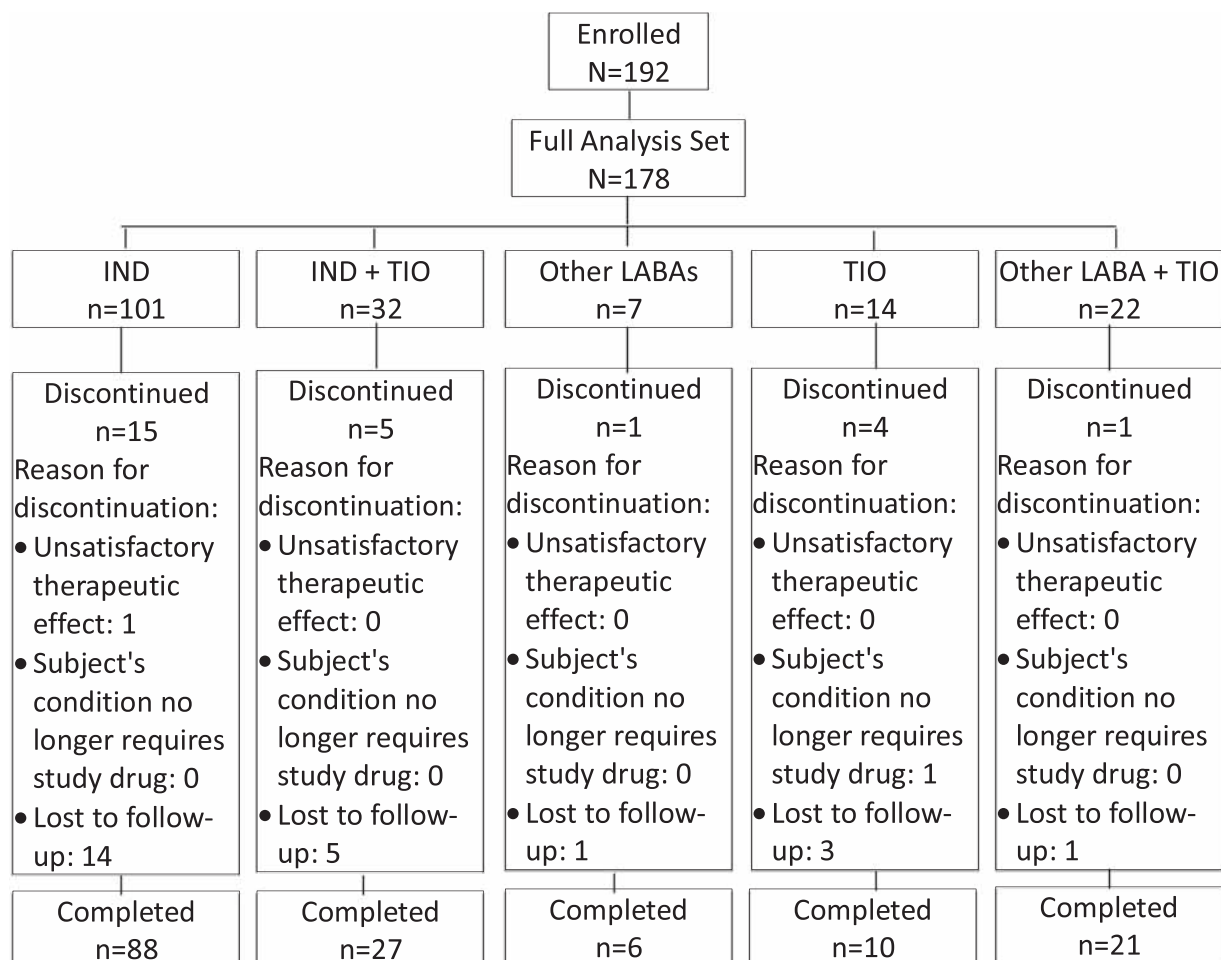 Enrolled
N=192
Full Analysis Set
N=178
IND
n=101
IND + TIO
n=32
Other LABAs
n=7
TIO
n=14
Other LABA + TIO
n=22
Discontinued
n=15
Reason for
discontinuation:
• Unsatisfactory
therapeutic
effect: 1
• Subject's
condition no
longer requires
study drug: 0
• Lost to follow-
up: 14
Discontinued
n=5
Reason for
discontinuation:
• Unsatisfactory
therapeutic
effect: 0
• Subject's
condition no
longer requires
study drug: 0
• Lost to follow-
up: 5
Discontinued
n=1
Reason for
discontinuation:
• Unsatisfactory
therapeutic
effect: 0
• Subject's
condition no
longer requires
study drug: 0
• Lost to follow-
up: 1
Discontinued
n=4
Reason for
discontinuation:
• Unsatisfactory
therapeutic
effect: 0
• Subject's
condition no
longer requires
study drug: 1
• Lost to follow-
up: 3
Discontinued
n=1
Reason for
discontinuation:
• Unsatisfactory
therapeutic
effect: 0
• Subject's
condition no
longer requires
study drug: 0
• Lost to follow-
up: 1
Completed
n=88
Completed
n=27
Completed
n=6
Completed
n=10
Completed
n=21